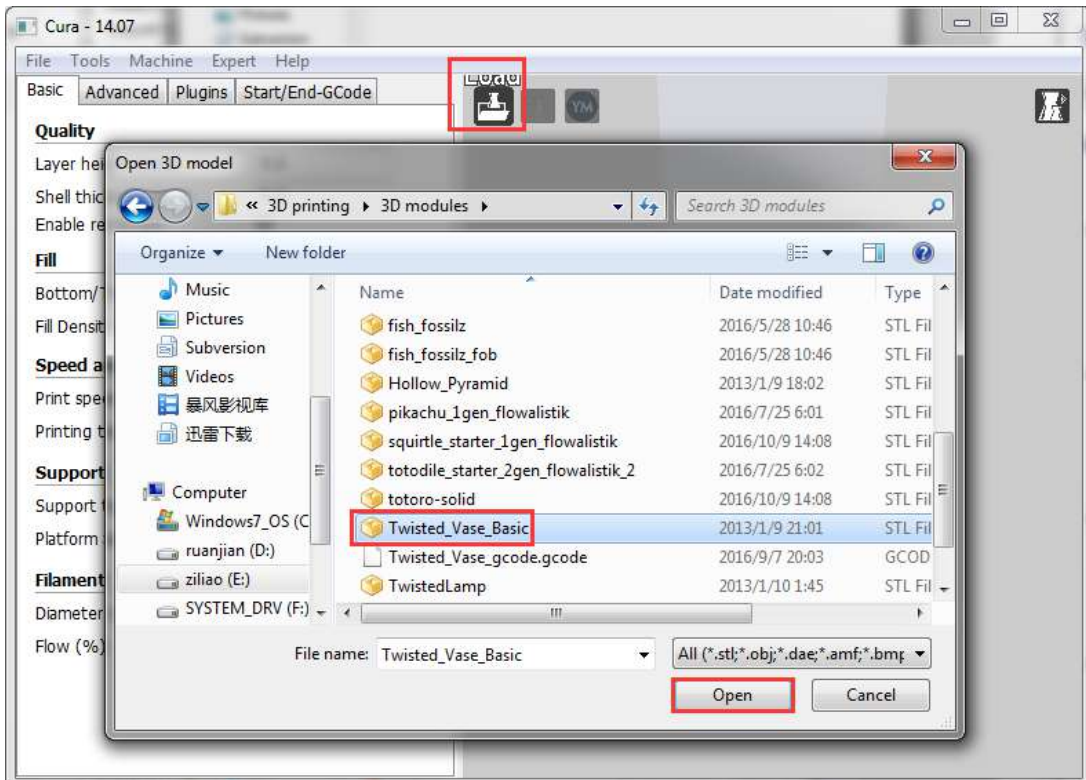 Cura - 14.07
File Tools Machine Expert Help
Basic Advanced Plugins Start/End-GCode
Load
YM
Quality
Layer hei
Shell thic
Enable re
Fill
Bottom/T
Fill Densit
Speed a
Print spee
Printing t
Support
Support t
Platform
Filament
Diameter
Flow (%)
Open 3D model
« 3D printing 3D modules
Search 3D modules
Organize New folder
Music
Pictures
Subversion
Videos
暴风影视库
迅雷下载
Computer
Windows7_OS (C
ruanjian (D:)
ziliao (E:)
SYSTEM_DRV (F:)
Name Date modified Type
fish_fossilz 2016/5/28 10:46 STL Fil
fish_fossilz_fob 2016/5/28 10:46 STL Fil
Hollow_Pyramid 2013/1/9 18:02 STL Fil
pikachu_1gen_flowalistik 2016/7/25 6:01 STL Fil
squirtle_starter_1gen_flowalistik 2016/10/9 14:08 STL Fil
totodile_starter_2gen_flowalistik_2 2016/7/25 6:02 STL Fil
totoro-solid 2016/10/9 14:08 STL Fil
Twisted_Vase_Basic 2013/1/9 21:01 STL Fil
Twisted_Vase_gcode.gcode 2016/9/7 20:03 GCOD
TwistedLamp 2013/1/10 1:45 STL Fil
File name: Twisted_Vase_Basic
All (*.stl;*.obj;*.dae;*.amf;*.bmp
Open Cancel